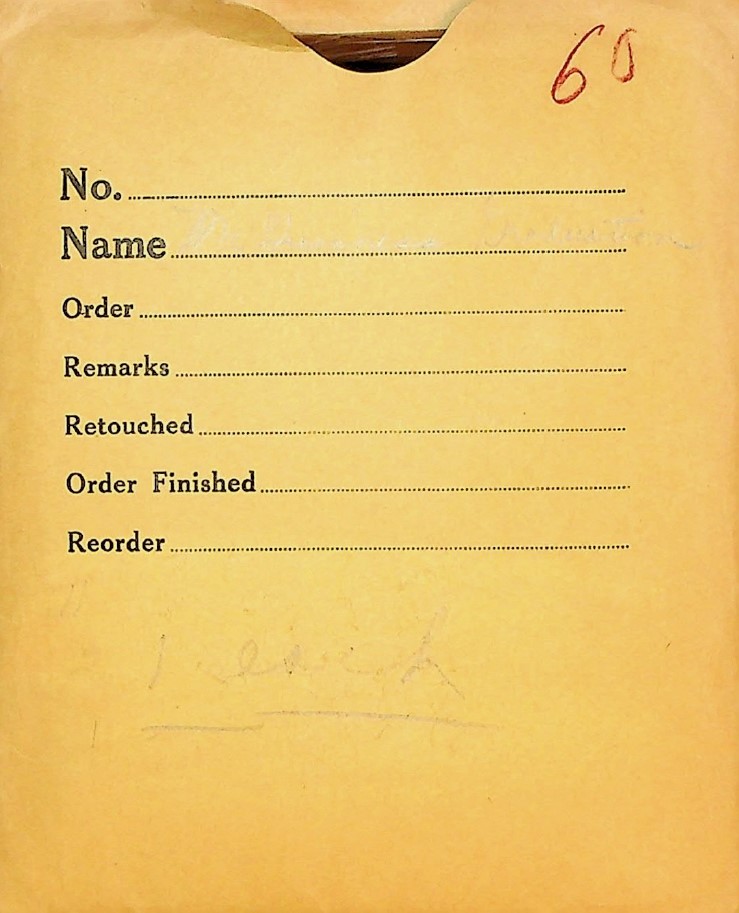 60
No.
Name
Order
Remarks
Retouched
Order Finished
Reorder